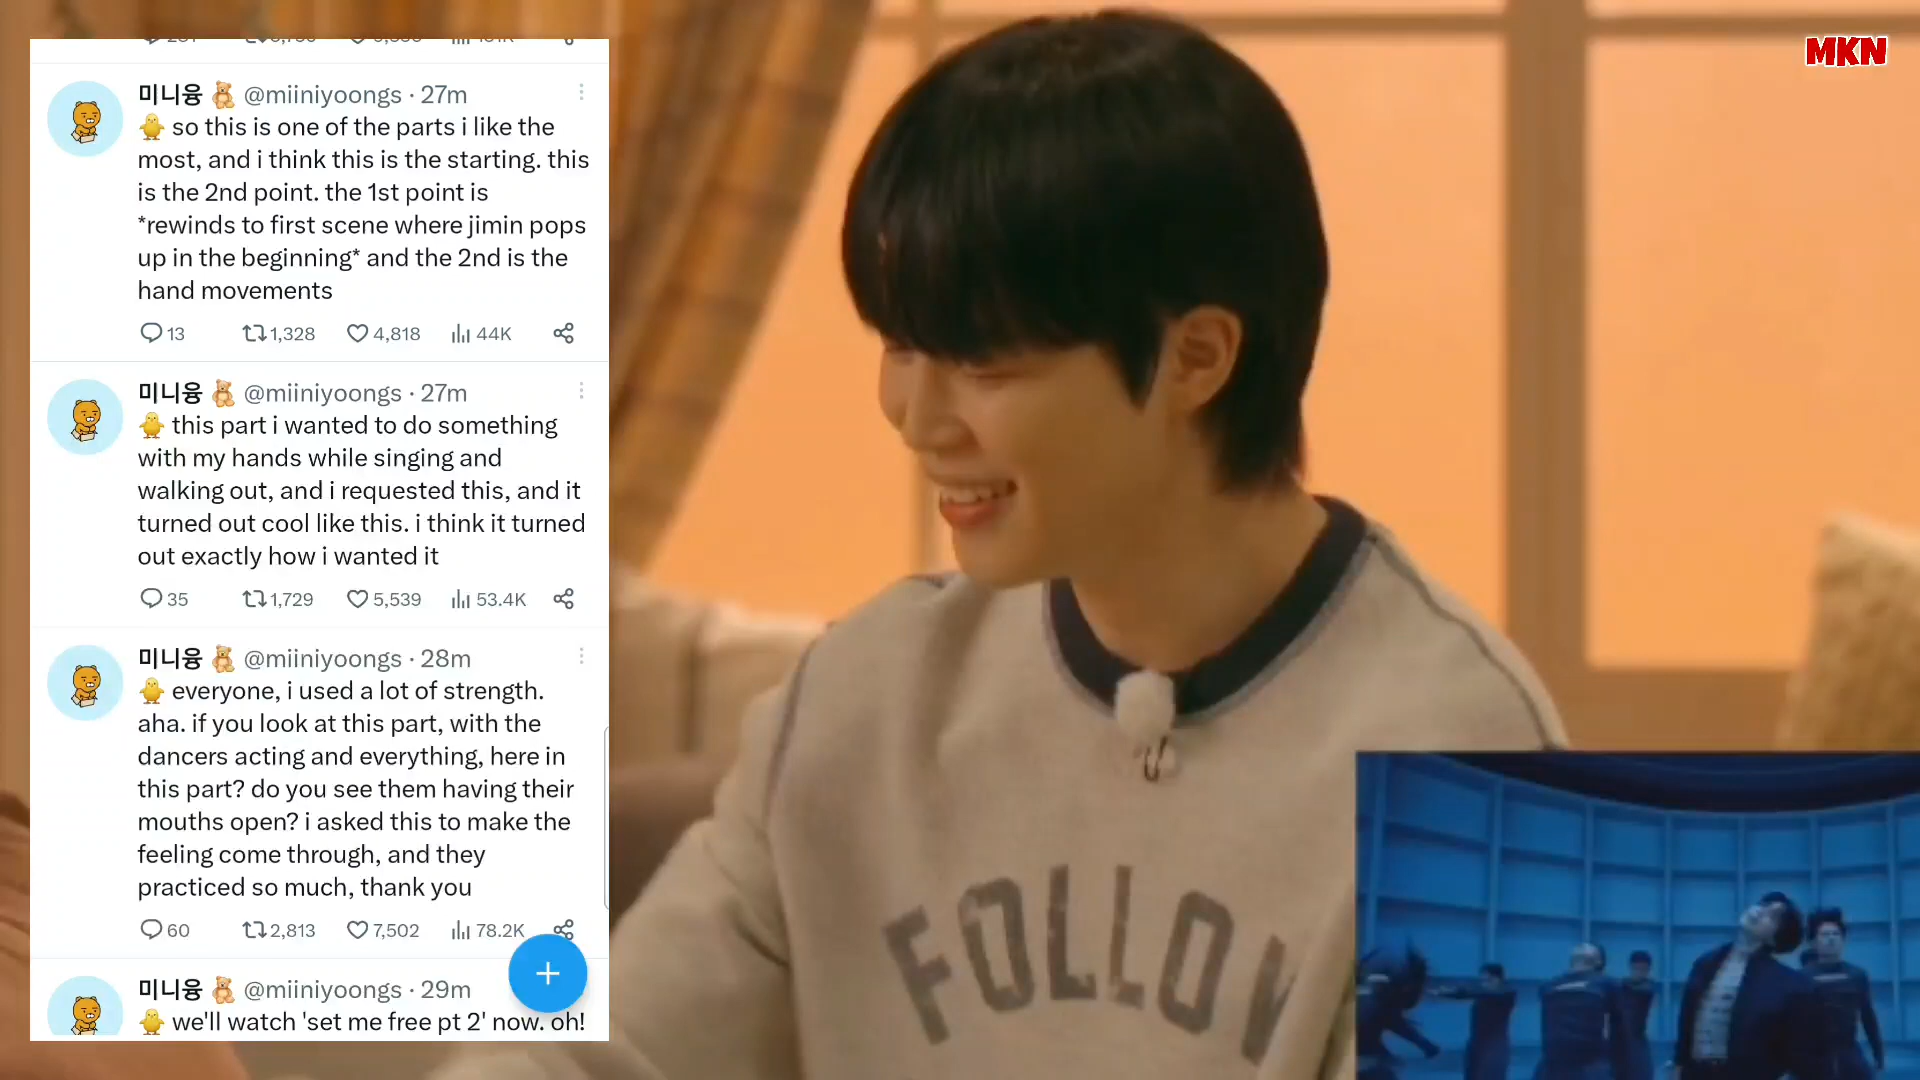 미니융 🧸 @miiniyoongs · 27m
🐥 so this is one of the parts i like the
most, and i think this is the starting. this
is the 2nd point. the 1st point is
*rewinds to first scene where jimin pops
up in the beginning* and the 2nd is the
hand movements
13 1,328 4,818 44K
미니융 🧸 @miiniyoongs · 27m
🐥 this part i wanted to do something
with my hands while singing and
walking out, and i requested this, and it
turned out cool like this. i think it turned
out exactly how i wanted it
35 1,729 5,539 53.4K
미니융 🧸 @miiniyoongs · 28m
🐥 everyone, i used a lot of strength.
aha. if you look at this part, with the
dancers acting and everything, here in
this part? do you see them having their
mouths open? i asked this to make the
feeling come through, and they
practiced so much, thank you
60 2,813 7,502 78.2K
미니융 🧸 @miiniyoongs · 29m
🐥 we'll watch 'set me free pt 2' now. oh!
MKN
FOLLOW